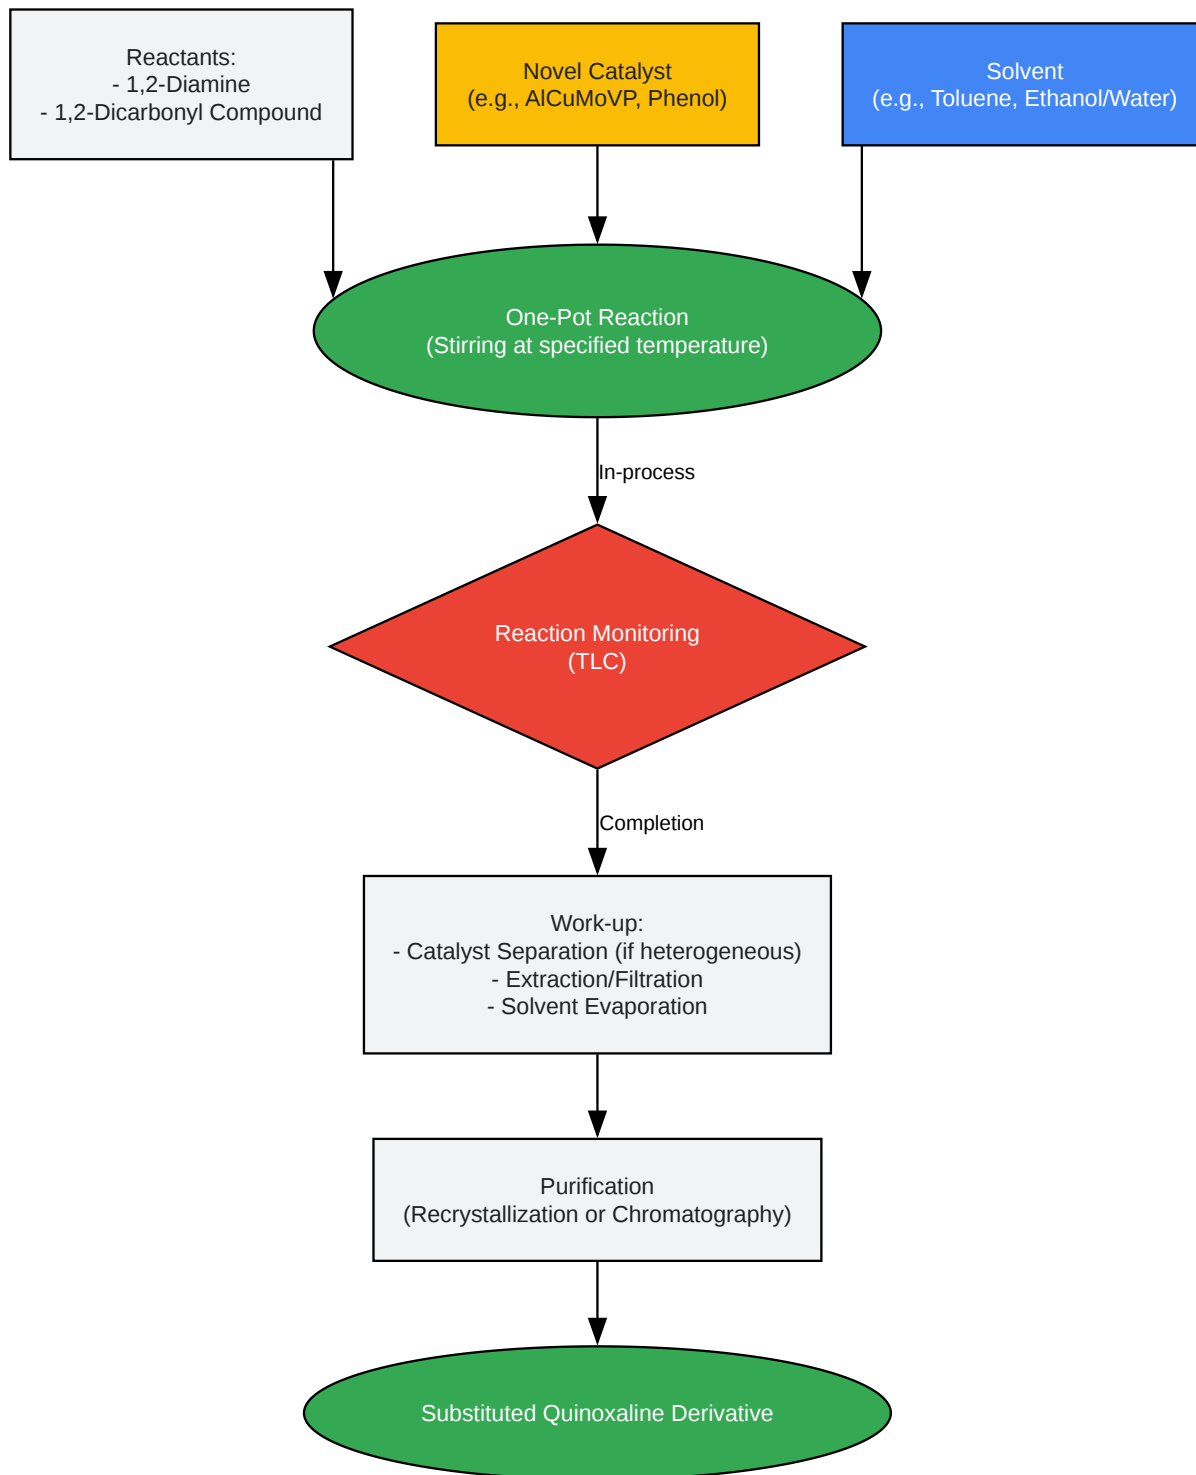 Reactants:
- 1,2-Diamine
- 1,2-Dicarbonyl Compound
Novel Catalyst
(e.g., AlCuMoVP, Phenol)
Solvent
(e.g., Toluene, Ethanol/Water)
One-Pot Reaction
(Stirring at specified temperature)
In-process
Reaction Monitoring
(TLC)
Completion
Work-up:
- Catalyst Separation (if heterogeneous)
- Extraction/Filtration
- Solvent Evaporation
Purification
(Recrystallization or Chromatography)
Substituted Quinoxaline Derivative